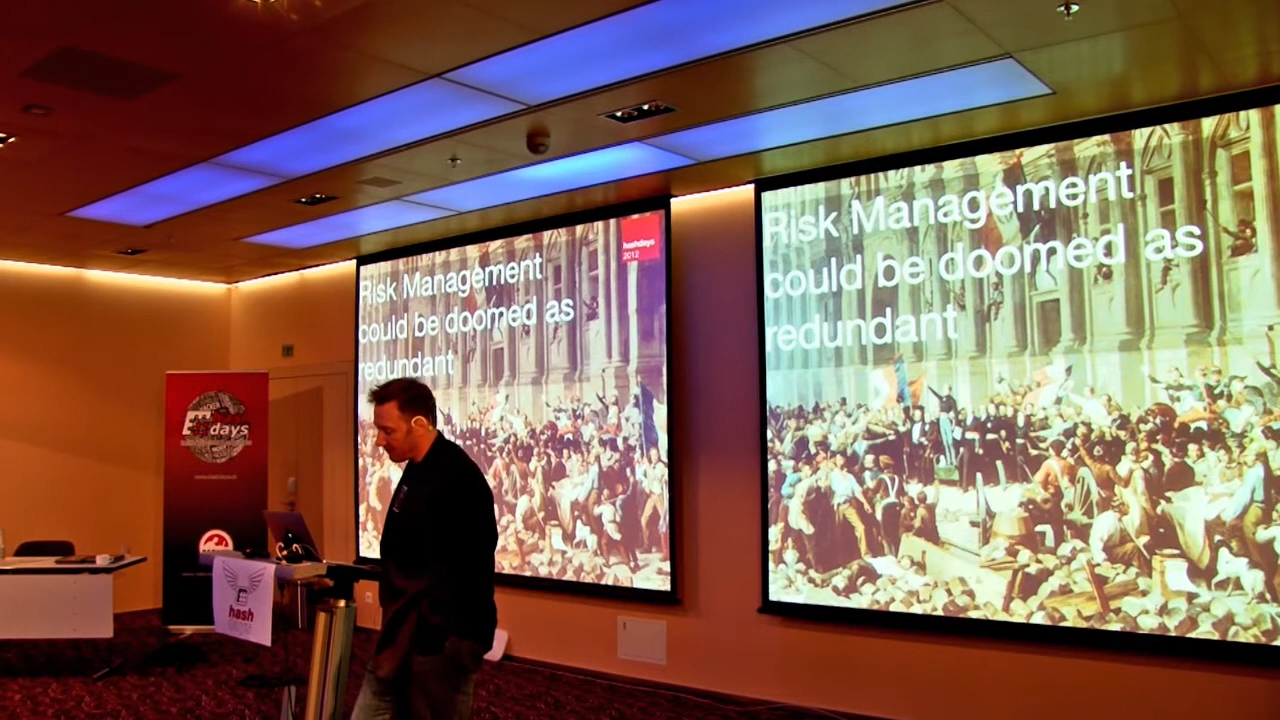 Risk Management
could be doomed as
redundant
hashdays
2012
Risk Management
could be doomed as
redundant
days
hash